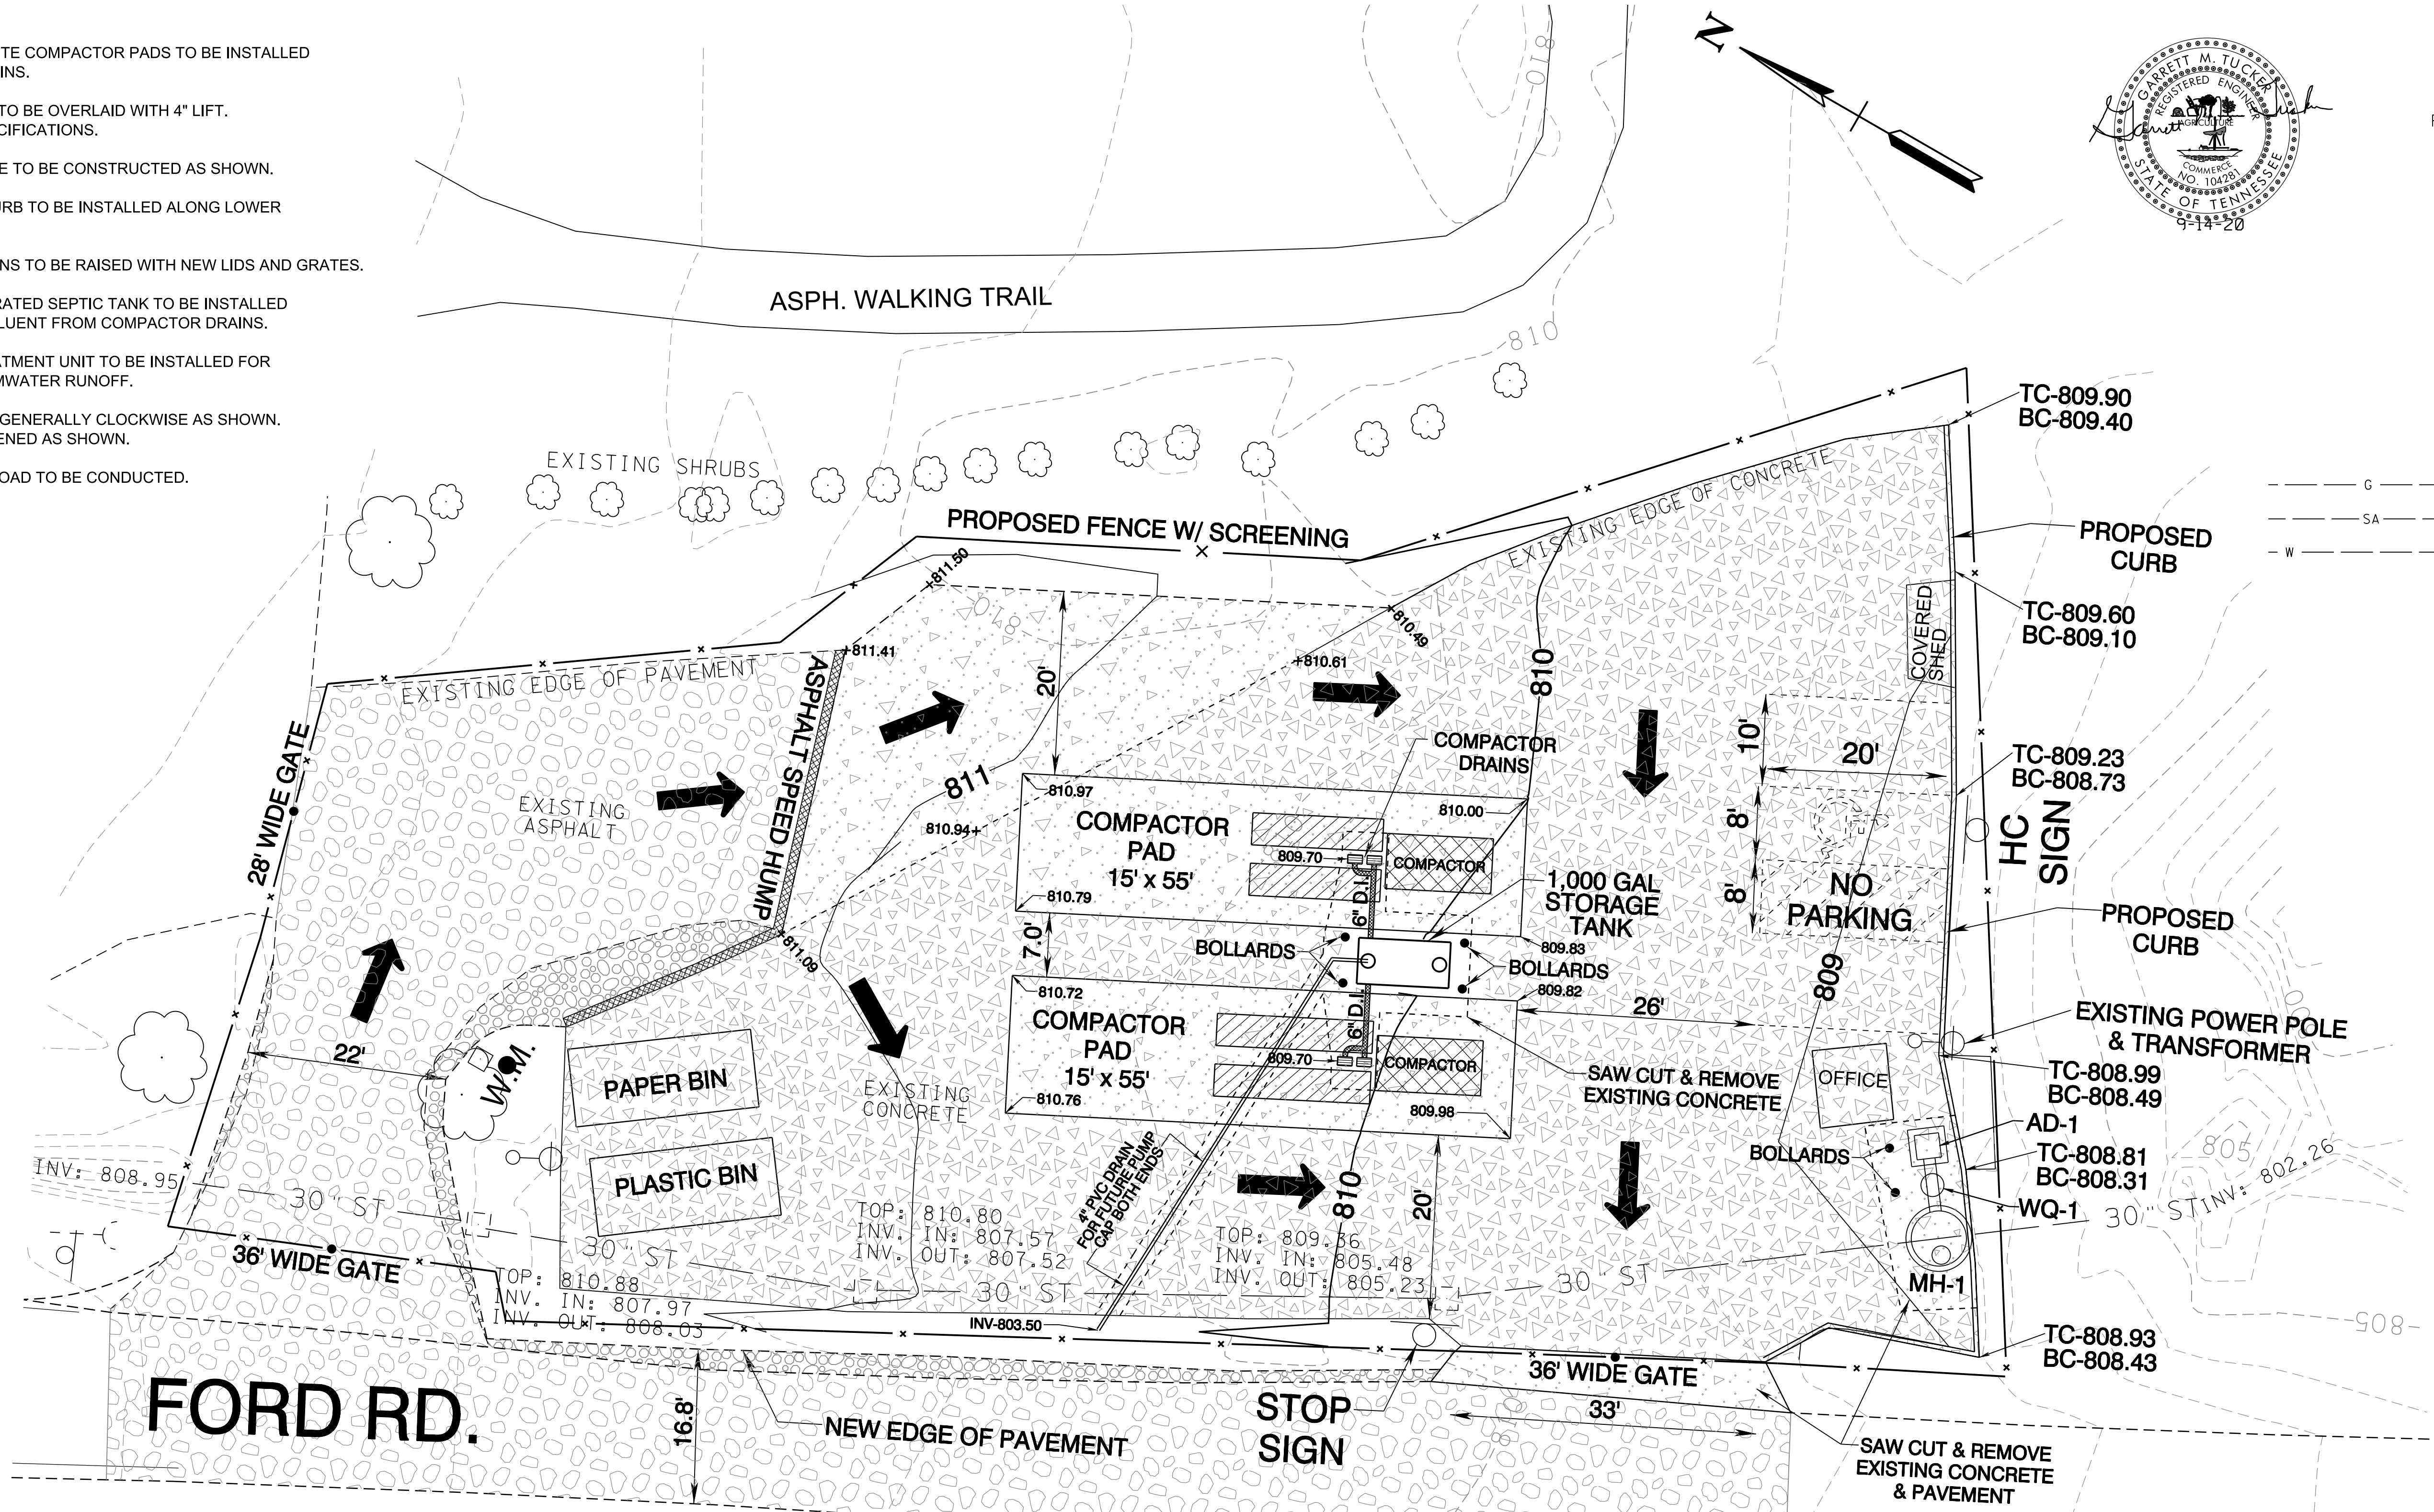 TE COMPACTOR PADS TO BE INSTALLED
INS.
TO BE OVERLAID WITH 4" LIFT.
CIFICATIONS.
E TO BE CONSTRUCTED AS SHOWN.
URB TO BE INSTALLED ALONG LOWER
NS TO BE RAISED WITH NEW LIDS AND GRATES.
RATED SEPTIC TANK TO BE INSTALLED
LUENT FROM COMPACTOR DRAINS.
ATMENT UNIT TO BE INSTALLED FOR
MWATER RUNOFF.
GENERALLY CLOCKWISE AS SHOWN.
ENED AS SHOWN.
OAD TO BE CONDUCTED.
N
GARRETT M. TUCKER
REGISTERED ENGINEER
AGRICULTURE
COMMERCE
NO. 104281
STATE OF TENNESSEE
9-14-20
810
ASPH. WALKING TRAIL
810
EXISTING SHRUBS
PROPOSED FENCE W/ SCREENING
EXISTING EDGE OF CONCRETE
TC-809.90
BC-809.40
G
SA
W
PROPOSED
CURB
+811.50
810
+810.49
COVERED
SHED
TC-809.60
BC-809.10
+811.41
+810.61
EXISTING EDGE OF PAVEMENT
ASPHALT SPEED HUMP
20'
810
28' WIDE GATE
EXISTING
ASPHALT
811
COMPACTOR
DRAINS
10'
20'
TC-809.23
BC-808.73
HC
SIGN
810.97
810.00
810.94+
COMPACTOR
PAD
15' x 55'
809.70
COMPACTOR
8'
8'
NO
PARKING
810.79
6" D.I.
1,000 GAL
STORAGE
TANK
PROPOSED
CURB
+811.09
7.0'
BOLLARDS
809.83
BOLLARDS
809.82
809
810.72
26'
EXISTING POWER POLE
& TRANSFORMER
22'
W.M.
COMPACTOR
PAD
15' x 55'
6" D.I.
809.70
COMPACTOR
PAPER BIN
EXISTING
CONCRETE
810.76
809.98
SAW CUT & REMOVE
EXISTING CONCRETE
OFFICE
TC-808.99
BC-808.49
AD-1
TC-808.81
BC-808.31
WQ-1
BOLLARDS
805
PLASTIC BIN
4" PVC DRAIN
FOR FUTURE PUMP
CAP BOTH ENDS
810
20'
INV: 808.95
30" ST
30" ST INV: 802.26
TOP: 810.80
INV. IN: 807.57
INV. OUT: 807.52
TOP: 809.36
INV. IN: 805.48
INV. OUT: 805.23
30" ST
30" ST
30" ST
36' WIDE GATE
TOP: 810.88
INV. IN: 807.97
INV. OUT: 808.03
MH-1
INV-803.50
805
TC-808.93
BC-808.43
36' WIDE GATE
FORD RD.
16.8'
NEW EDGE OF PAVEMENT
STOP
SIGN
33'
SAW CUT & REMOVE
EXISTING CONCRETE
& PAVEMENT